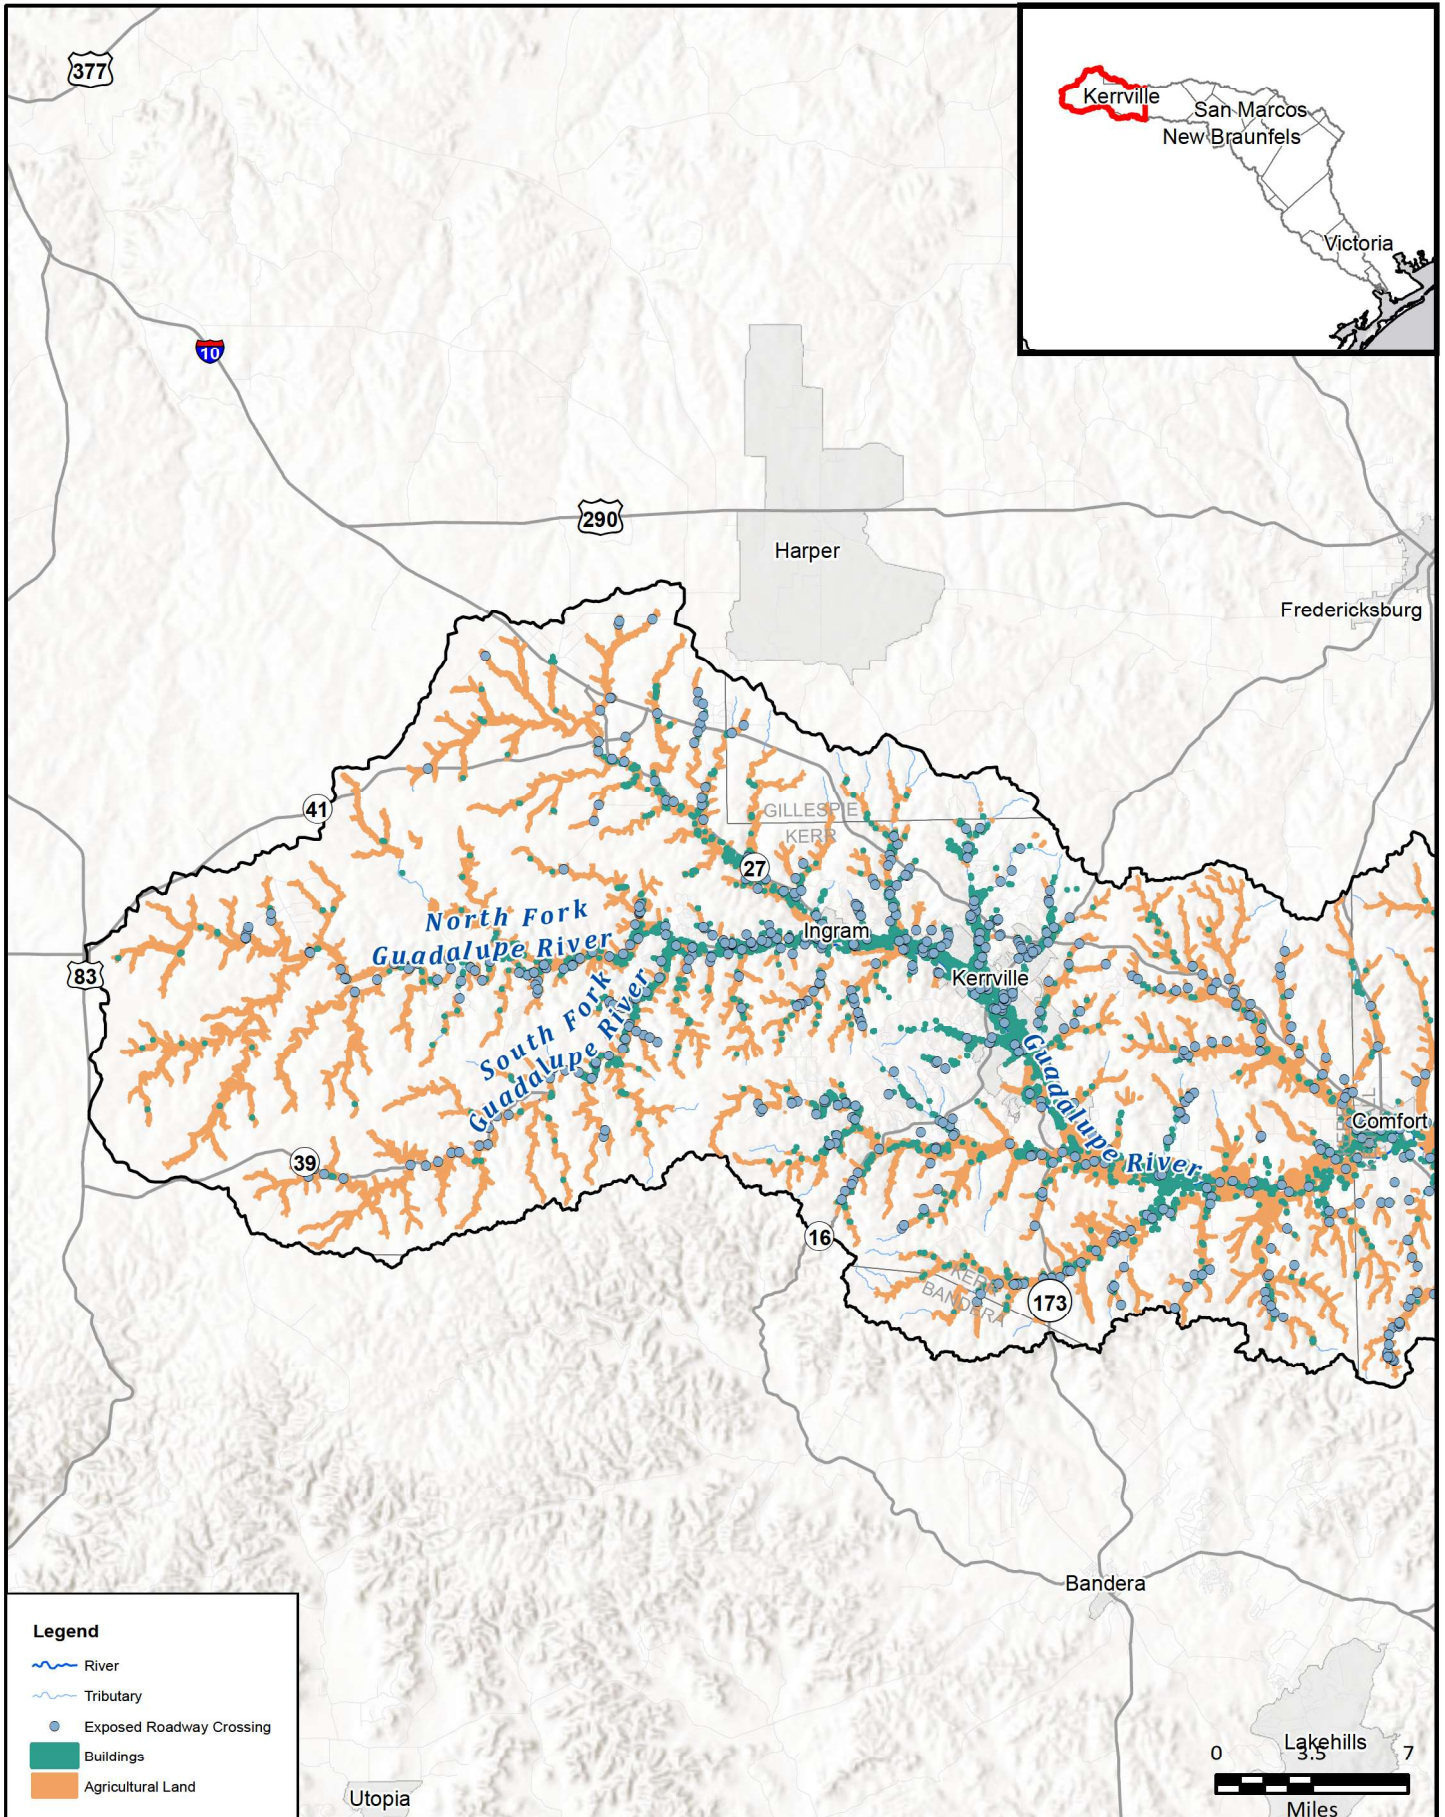 377
Kerrville
San Marcos
New Braunfels
Victoria
10
290
Harper
Fredericksburg
41
GILLESPIE
KERR
27
North Fork
Guadalupe River
Ingram
83
Kerrville
South Fork
Guadalupe River
Guadalupe River
Comfort
39
16
KERR
BANDERA
173
Bandera
Legend
River
Tributary
Exposed Roadway Crossing
Buildings
Agricultural Land
Lakehills
0 3.5 7
Miles
Utopia